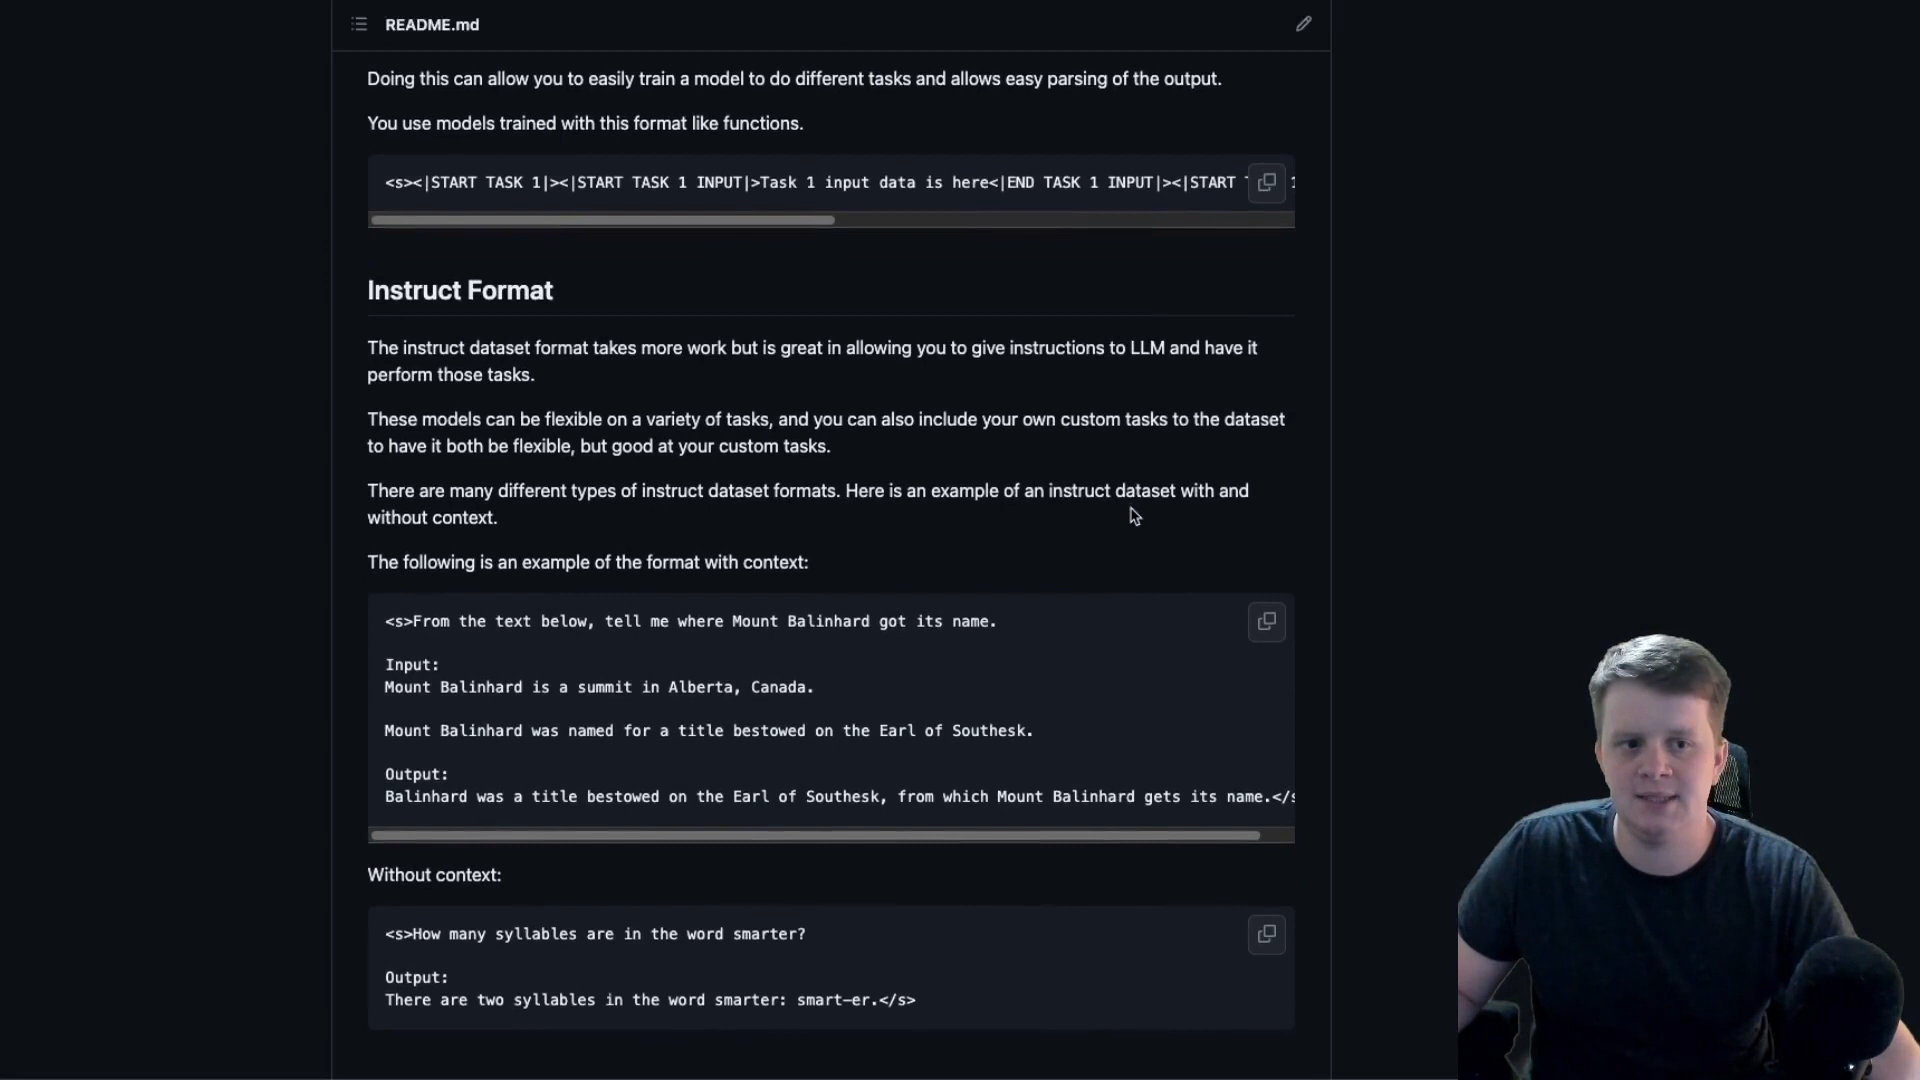 README.md
Doing this can allow you to easily train a model to do different tasks and allows easy parsing of the output.
You use models trained with this format like functions.
<s><|START TASK 1|><|START TASK 1 INPUT|>Task 1 input data is here<|END TASK 1 INPUT|><|START
Instruct Format
The instruct dataset format takes more work but is great in allowing you to give instructions to LLM and have it
perform those tasks.
These models can be flexible on a variety of tasks, and you can also include your own custom tasks to the dataset
to have it both be flexible, but good at your custom tasks.
There are many different types of instruct dataset formats. Here is an example of an instruct dataset with and
without context.
The following is an example of the format with context:
<s>From the text below, tell me where Mount Balinhard got its name.
Input:
Mount Balinhard is a summit in Alberta, Canada.
Mount Balinhard was named for a title bestowed on the Earl of Southesk.
Output:
Balinhard was a title bestowed on the Earl of Southesk, from which Mount Balinhard gets its name.</s
Without context:
<s>How many syllables are in the word smarter?
Output:
There are two syllables in the word smarter: smart-er.</s>